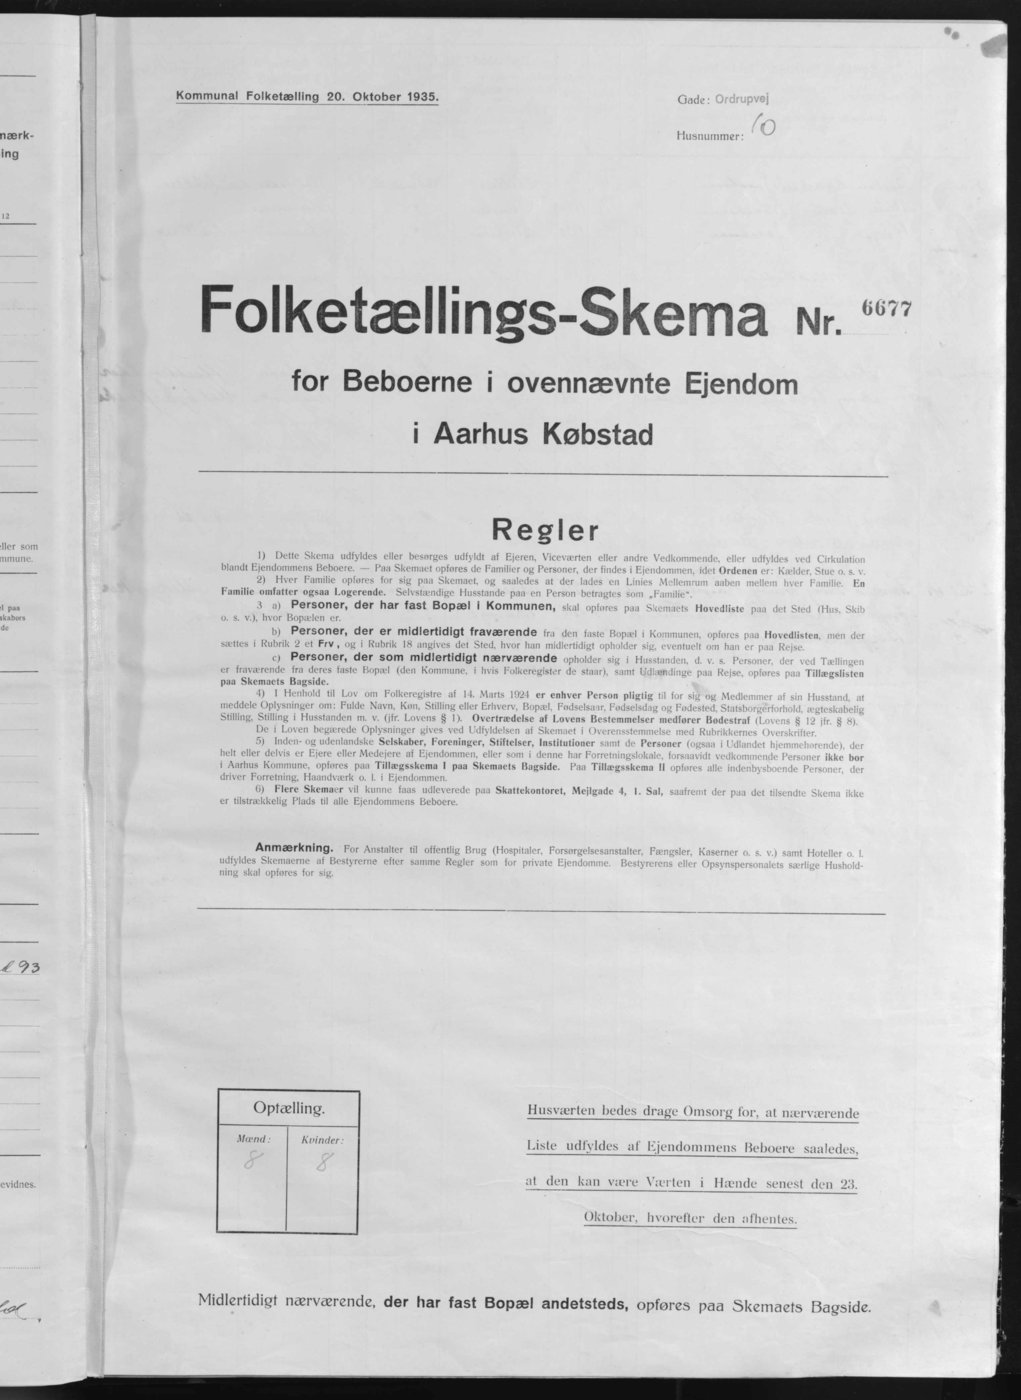 Kommunal Folketælling 20. Oktober 1935.
Gade: Ordrupvej
Husnummer: 10
Folketællings-Skema Nr. 6677
for Beboerne i ovennævnte Ejendom
i Aarhus Købstad
Regler
1) Dette Skema udfyldes eller besørges udfyldt af Ejeren, Viceværten eller andre Vedkommende, eller udfyldes ved Cirkulation
blandt Ejendommens Beboere. — Paa Skemaet opføres de Familier og Personer, der findes i Ejendommen, idet Ordenen er: Kælder, Stue o. s. v.
2) Hver Familie opføres for sig paa Skemaet, og saaledes at der lades en Linies Mellemrum aaben mellem hver Familie. En
Familie omfatter ogsaa Logerende. Selvstændige Husstande paa en Person betragtes som „Familie“.
3 a) Personer, der har fast Bopæl i Kommunen, skal opføres paa Skemaets Hovedliste paa det Sted (Hus, Skib
o. s. v.), hvor Bopælen er.
b) Personer, der er midlertidigt fraværende fra den faste Bopæl i Kommunen, opføres paa Hovedlisten, men der
sættes i Rubrik 2 et Frv, og i Rubrik 18 angives det Sted, hvor han midlertidigt opholder sig, eventuelt om han er paa Rejse.
c) Personer, der som midlertidigt nærværende opholder sig i Husstanden, d. v. s. Personer, der ved Tællingen
er fraværende fra deres faste Bopæl (den Kommune, i hvis Folkeregister de staar), samt Udlændinge paa Rejse, opføres paa Tillægslisten
paa Skemaets Bagside.
4) I Henhold til Lov om Folkeregistre af 14. Marts 1924 er enhver Person pligtig til for sig og Medlemmer af sin Husstand, at
meddele Oplysninger om: Fulde Navn, Køn, Stilling eller Erhverv, Bopæl, Fødselsaar, Fødselsdag og Fødested, Statsborgerforhold, ægteskabelig
Stilling, Stilling i Husstanden m. v. (jfr. Lovens § 1). Overtrædelse af Lovens Bestemmelser medfører Bødestraf (Lovens § 12 jfr. § 8).
De i Loven begærede Oplysninger gives ved Udfyldelsen af Skemaet i Overensstemmelse med Rubrikkernes Overskrifter.
5) Inden- og udenlandske Selskaber, Foreninger, Stiftelser, Institutioner samt de Personer (ogsaa i Udlandet hjemmehørende), der
helt eller delvis er Ejere eller Medejere af Ejendommen, eller som i denne har Forretningslokale, forsaavidt vedkommende Personer ikke bor
i Aarhus Kommune, opføres paa Tillægsskema I paa Skemaets Bagside. Paa Tillægsskema II opføres alle indenbysboende Personer, der
driver Forretning, Haandværk o. l. i Ejendommen.
6) Flere Skemaer vil kunne faas udleverede paa Skattekontoret, Mejlgade 4, 1. Sal, saafremt der paa det tilsendte Skema ikke
er tilstrækkelig Plads til alle Ejendommens Beboere.
Anmærkning. For Anstalter til offentlig Brug (Hospitaler, Forsørgelsesanstalter, Fængsler, Kaserner o. s. v.) samt Hoteller o. l.
udfyldes Skemaerne af Bestyrerne efter samme Regler som for private Ejendomme. Bestyrerens eller Opsynspersonalets særlige Hushold-
ning skal opføres for sig.
Optælling.
Mænd: Kvinder:
8 8
Husværten bedes drage Omsorg for, at nærværende
Liste udfyldes af Ejendommens Beboere saaledes,
at den kan være Værten i Hænde senest den 23.
Oktober, hvorefter den afhentes.
Midlertidigt nærværende, der har fast Bopæl andetsteds, opføres paa Skemaets Bagside.
mærk-
ing
12
eller som
mmune.
el paa
skabers
de
93
evidnes.